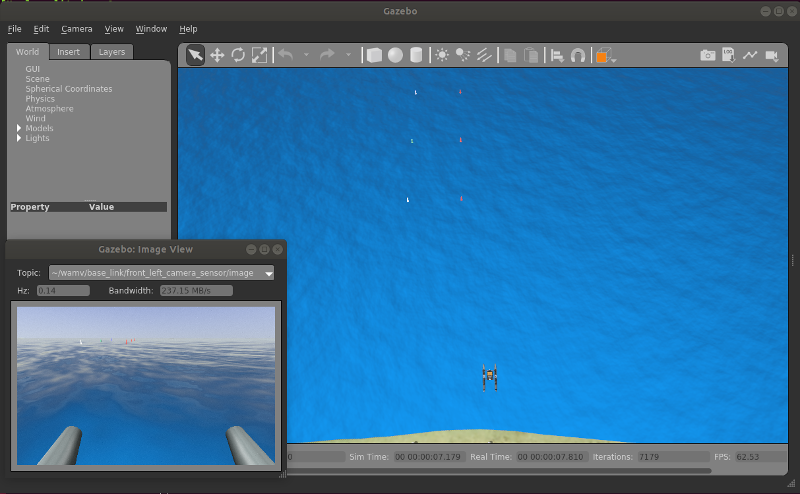 Gazebo
File Edit Camera View Window Help
World Insert Layers
GUI
Scene
Spherical Coordinates
Physics
Atmosphere
Wind
Models
Lights
LOG
Property Value
Gazebo: Image View
Topic: ~/wamv/base_link/front_left_camera_sensor/image
Hz: 0.14 Bandwidth: 237.15 MB/s
0 Sim Time: 00 00:00:07.179 Real Time: 00 00:00:07.810 Iterations: 7179 FPS: 62.53